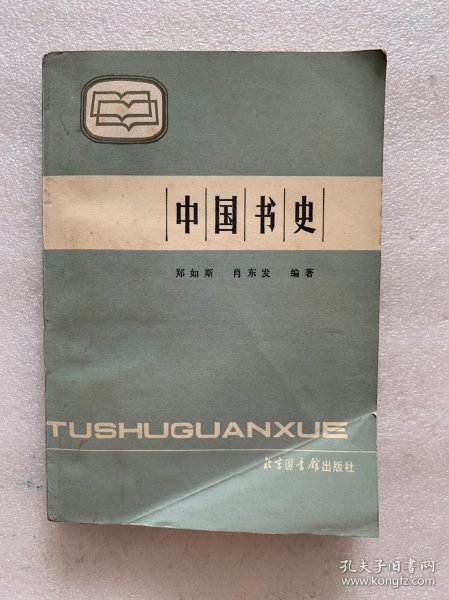 中国书史
郑如斯 肖东发 编著
TUSHUGUANXUE
北京图书馆出版社
孔夫子旧书网
www.kongfz.com